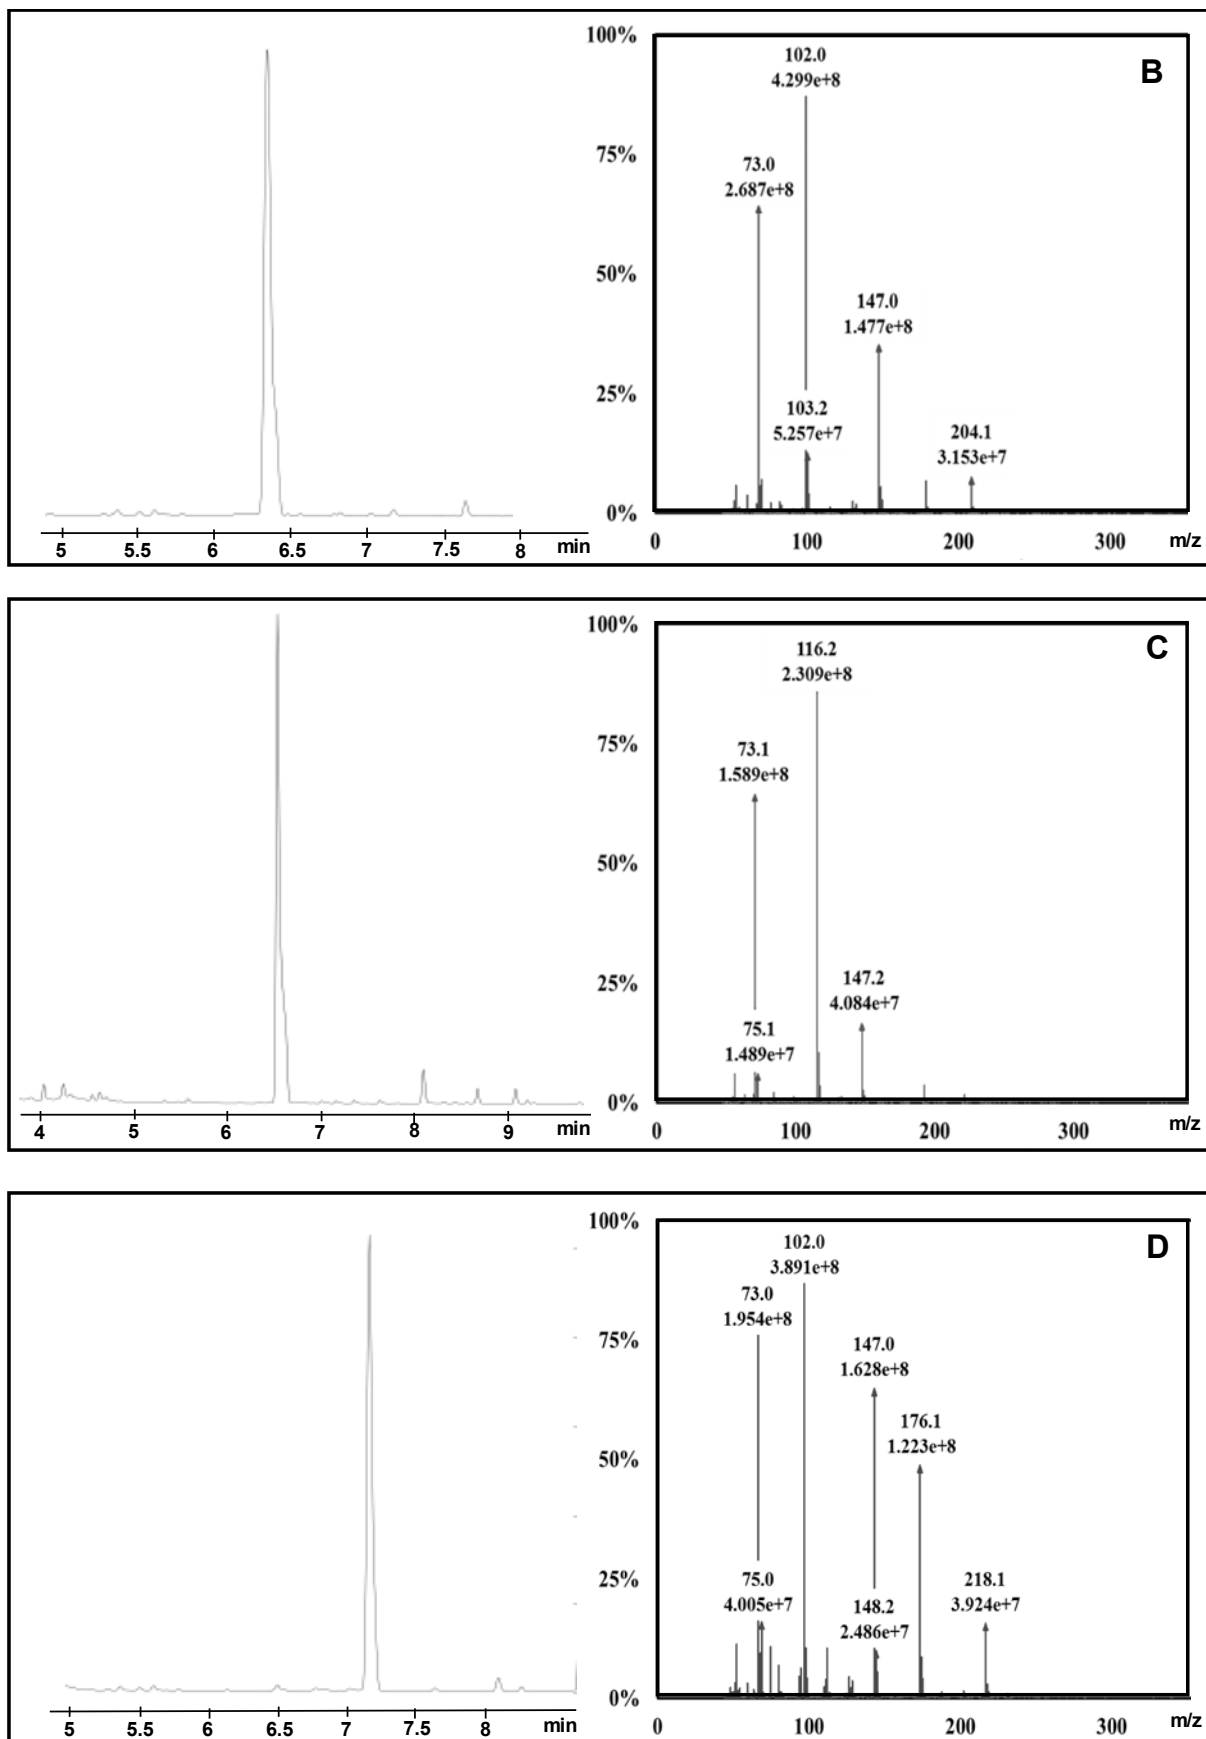 100%
B
102.0
4.299e+8
75%
73.0
2.687e+8
50%
147.0
1.477e+8
25%
103.2
5.257e+7
204.1
3.153e+7
0%
5 5.5 6 6.5 7 7.5 8 min
0 100 200 300 m/z
100%
C
116.2
2.309e+8
75%
73.1
1.589e+8
50%
25%
147.2
4.084e+7
75.1
1.489e+7
0%
4 5 6 7 8 9 min
0 100 200 300 m/z
100%
D
102.0
3.891e+8
73.0
1.954e+8
75%
147.0
1.628e+8
176.1
1.223e+8
50%
25%
75.0
4.005e+7
148.2
2.486e+7
218.1
3.924e+7
0%
5 5.5 6 6.5 7 7.5 8 min
0 100 200 300 m/z